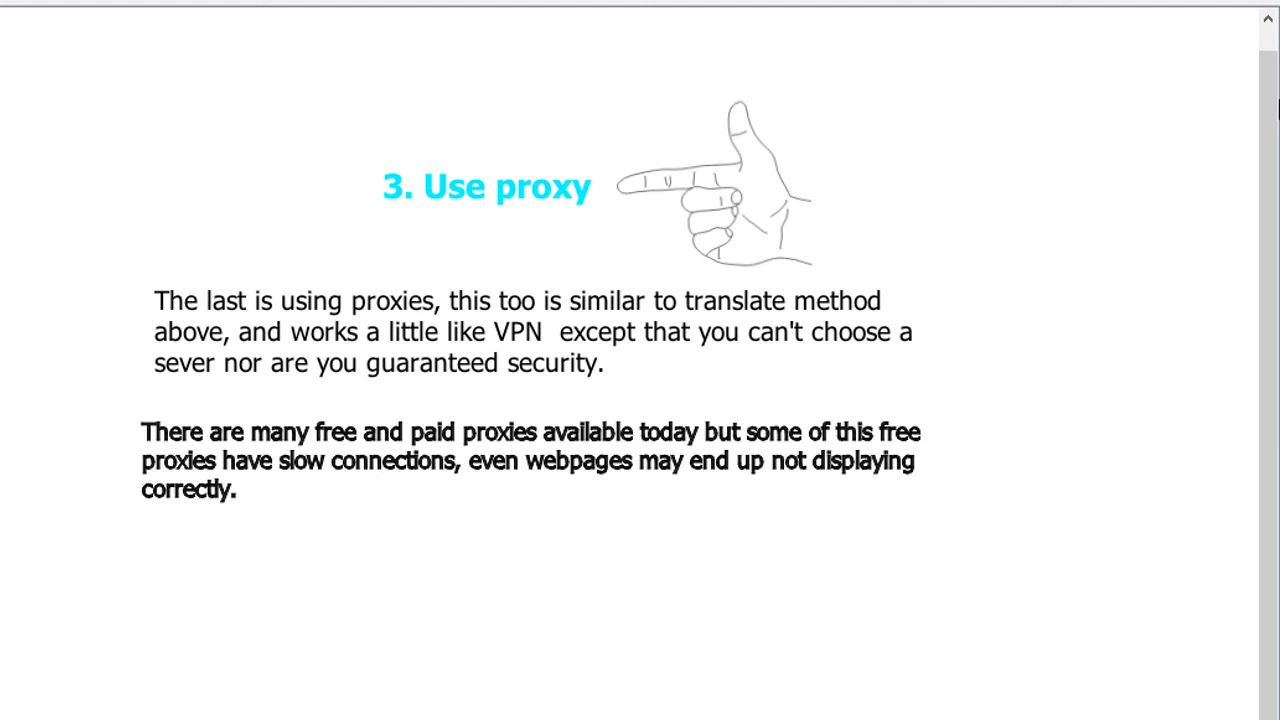 3. Use proxy
The last is using proxies, this too is similar to translate method
above, and works a little like VPN  except that you can't choose a
sever nor are you guaranteed security.
There are many free and paid proxies available today but some of this free
proxies have slow connections, even webpages may end up not displaying
correctly.